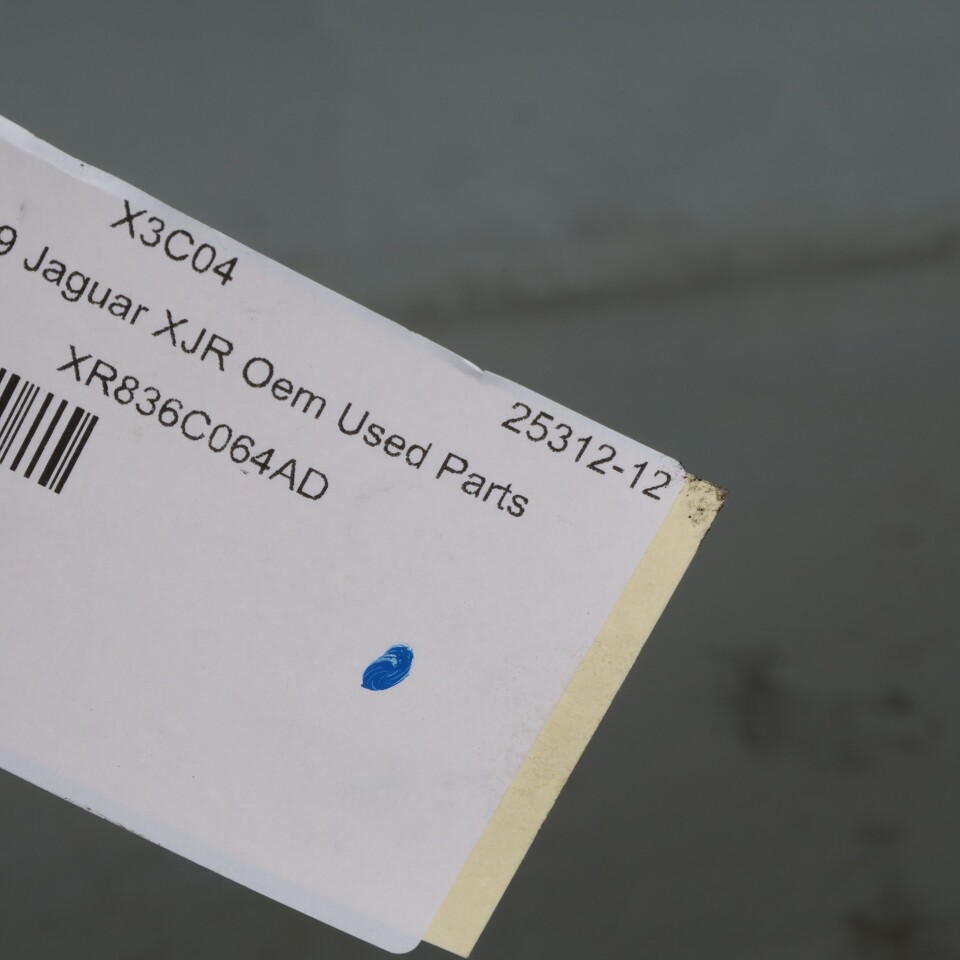 X3C04
25312-12
9 Jaguar XJR Oem Used Parts
XR836C064AD